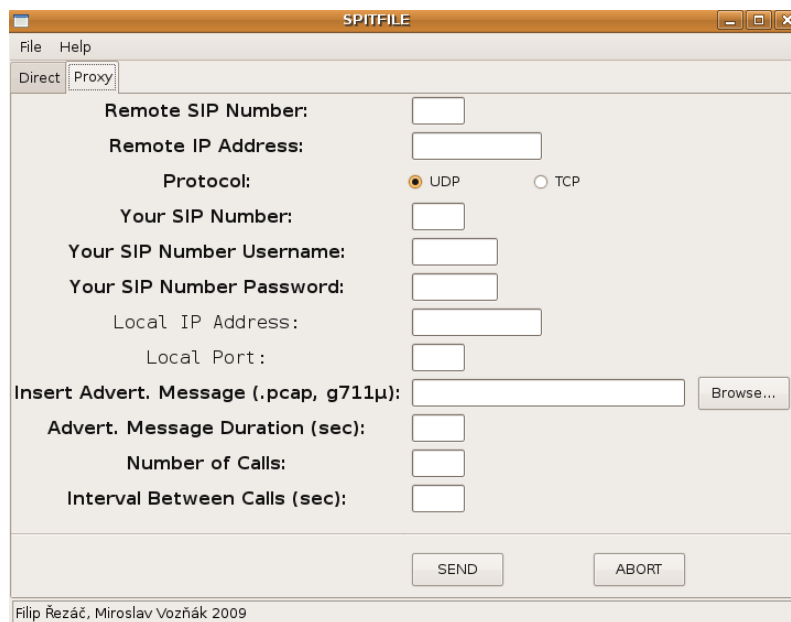 SPITFILE
File Help
Direct Proxy
Remote SIP Number:
Remote IP Address:
Protocol: UDP TCP
Your SIP Number:
Your SIP Number Username:
Your SIP Number Password:
Local IP Address:
Local Port:
Insert Advert. Message (.pcap, g711µ): Browse...
Advert. Message Duration (sec):
Number of Calls:
Interval Between Calls (sec):
SEND ABORT
Filip Řezáč, Miroslav Vozňák 2009